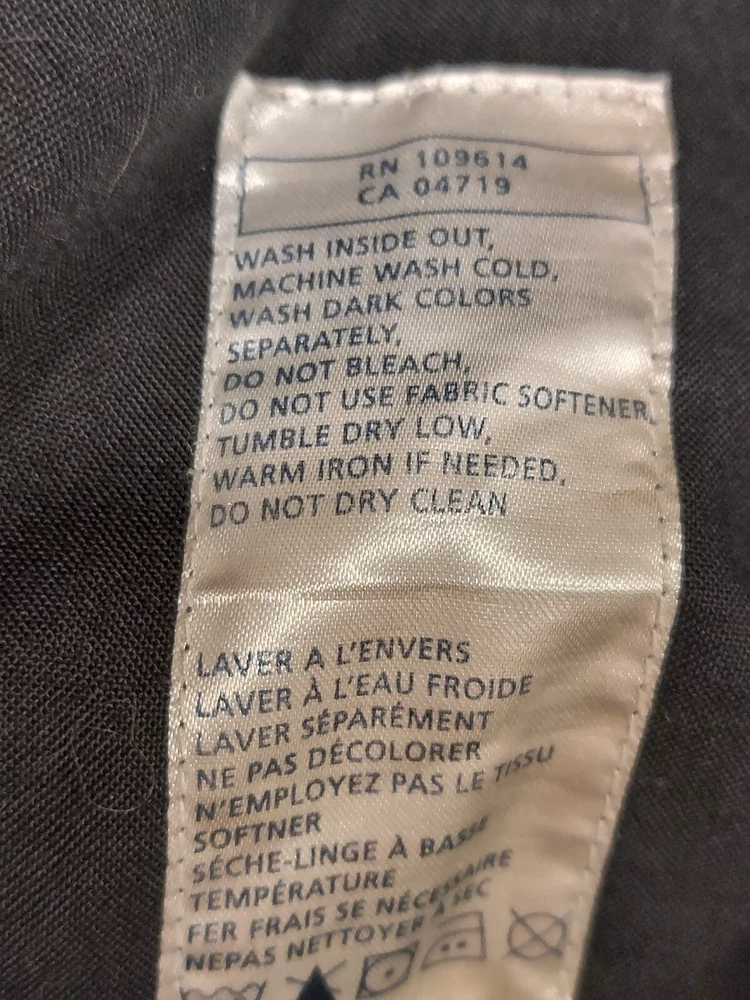 RN 109614
CA 04719
WASH INSIDE OUT,
MACHINE WASH COLD,
WASH DARK COLORS
SEPARATELY,
DO NOT BLEACH,
DO NOT USE FABRIC SOFTENER,
TUMBLE DRY LOW,
WARM IRON IF NEEDED,
DO NOT DRY CLEAN
LAVER A L'ENVERS
LAVER À L'EAU FROIDE
LAVER SÉPARÉMENT
NE PAS DÉCOLORER
N'EMPLOYEZ PAS LE TISSU
SOFTNER
SÉCHE-LINGE À BASSE
TEMPÉRATURE
FER FRAIS SE NÉCESSAIRE
NEPAS NETTOYER À SEC